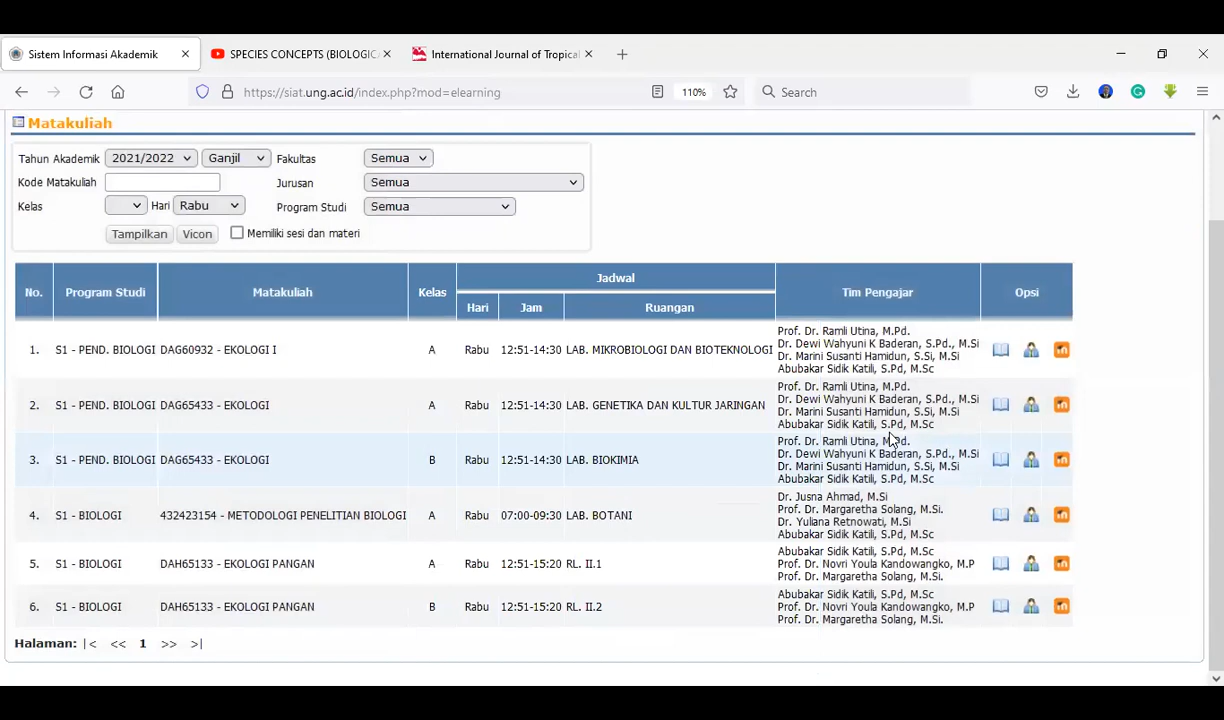 Sistem Informasi Akademik
SPECIES CONCEPTS (BIOLOGIC
International Journal of Tropical
https://siat.ung.ac.id/index.php?mod=elearning
110%
Search
Matakuliah
Tahun Akademik 2021/2022 Ganjil Fakultas Semua
Kode Matakuliah Jurusan Semua
Kelas Hari Rabu Program Studi Semua
Tampilkan Vicon Memiliki sesi dan materi
No. Program Studi Matakuliah Kelas Jadwal Tim Pengajar Opsi
Hari Jam Ruangan
1. S1 - PEND. BIOLOGI DAG60932 - EKOLOGI I A Rabu 12:51-14:30 LAB. MIKROBIOLOGI DAN BIOTEKNOLOGI
Prof. Dr. Ramli Utina, M.Pd.
Dr. Dewi Wahyuni K Baderan, S.Pd., M.Si
Dr. Marini Susanti Hamidun, S.Si, M.Si
Abubakar Sidik Katili, S.Pd, M.Sc
2. S1 - PEND. BIOLOGI DAG65433 - EKOLOGI A Rabu 12:51-14:30 LAB. GENETIKA DAN KULTUR JARINGAN
Prof. Dr. Ramli Utina, M.Pd.
Dr. Dewi Wahyuni K Baderan, S.Pd., M.Si
Dr. Marini Susanti Hamidun, S.Si, M.Si
Abubakar Sidik Katili, S.Pd, M.Sc
3. S1 - PEND. BIOLOGI DAG65433 - EKOLOGI B Rabu 12:51-14:30 LAB. BIOKIMIA
Prof. Dr. Ramli Utina, M.Pd.
Dr. Dewi Wahyuni K Baderan, S.Pd., M.Si
Dr. Marini Susanti Hamidun, S.Si, M.Si
Abubakar Sidik Katili, S.Pd, M.Sc
4. S1 - BIOLOGI 432423154 - METODOLOGI PENELITIAN BIOLOGI A Rabu 07:00-09:30 LAB. BOTANI
Dr. Jusna Ahmad, M.Si
Prof. Dr. Margaretha Solang, M.Si.
Dr. Yuliana Retnowati, M.Si
Abubakar Sidik Katili, S.Pd, M.Sc
5. S1 - BIOLOGI DAH65133 - EKOLOGI PANGAN A Rabu 12:51-15:20 RL. II.1
Abubakar Sidik Katili, S.Pd, M.Sc
Prof. Dr. Novri Youla Kandowangko, M.P
Prof. Dr. Margaretha Solang, M.Si.
6. S1 - BIOLOGI DAH65133 - EKOLOGI PANGAN B Rabu 12:51-15:20 RL. II.2
Abubakar Sidik Katili, S.Pd, M.Sc
Prof. Dr. Novri Youla Kandowangko, M.P
Prof. Dr. Margaretha Solang, M.Si.
Halaman: |< << 1 >> >|